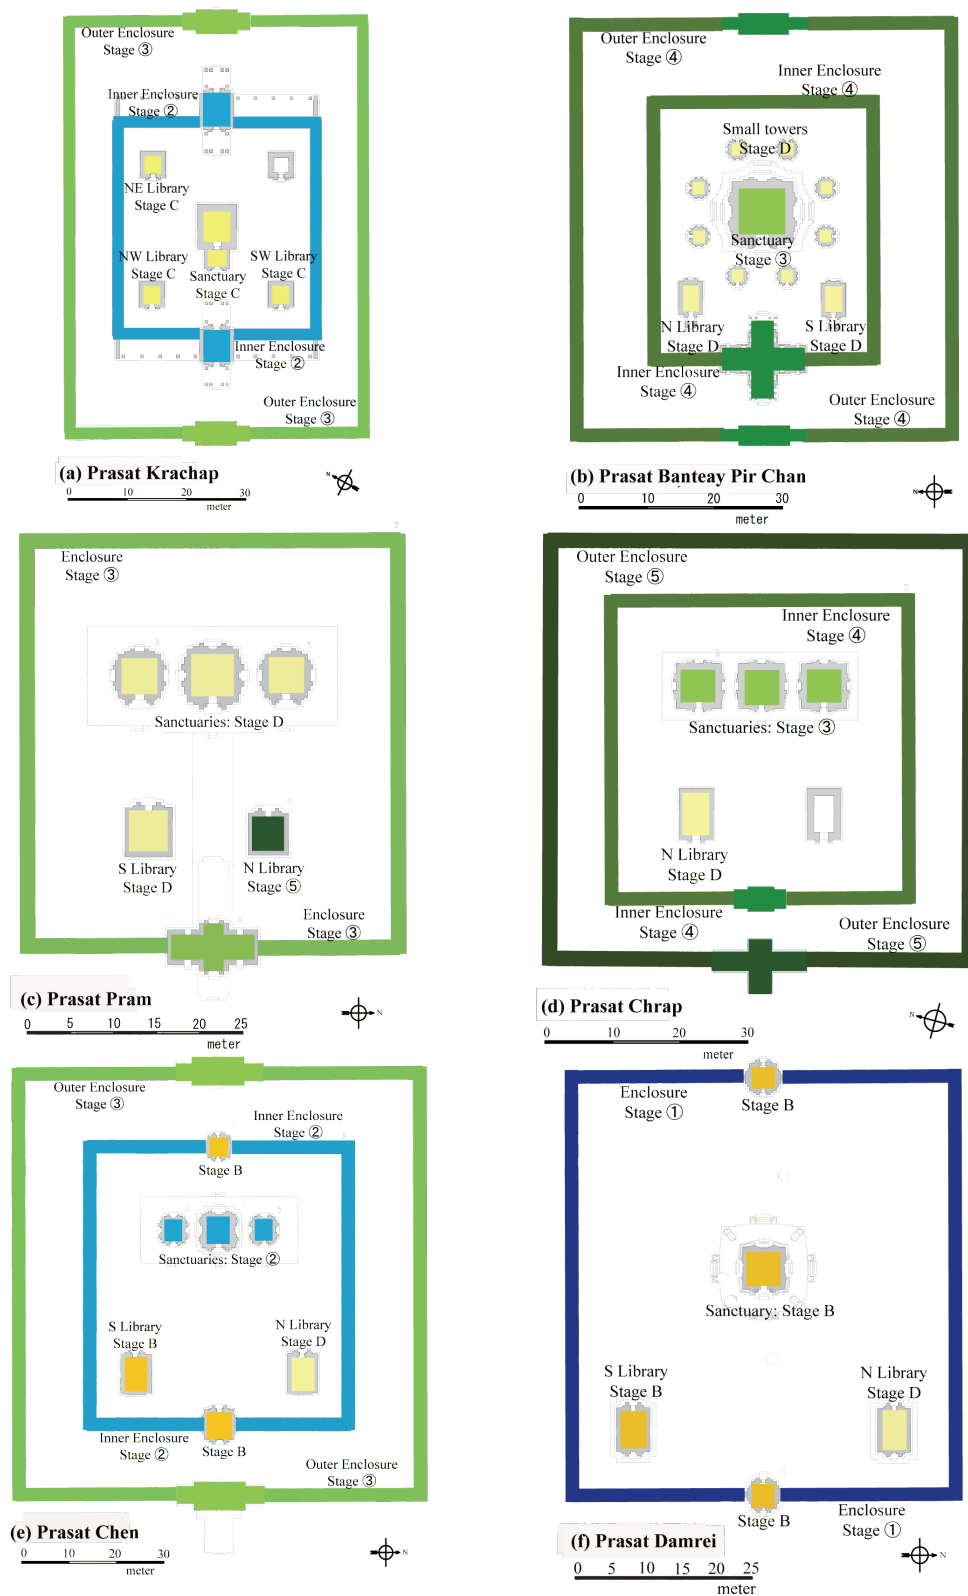 Outer Enclosure
Stage ③
Inner Enclosure
Stage ②
NE Library
Stage C
NW Library
Stage C
Sanctuary
Stage C
SW Library
Stage C
Inner Enclosure
Stage ②
Outer Enclosure
Stage ③
(a) Prasat Krachap
0 10 20 30
meter
N
Outer Enclosure
Stage ④
Inner Enclosure
Stage ④
Small towers
Stage D
Sanctuary
Stage ③
N Library
Stage D
S Library
Stage D
Inner Enclosure
Stage ④
Outer Enclosure
Stage ④
(b) Prasat Banteay Pir Chan
0 10 20 30
meter
N
Enclosure
Stage ③
Sanctuaries: Stage D
S Library
Stage D
N Library
Stage ⑤
Enclosure
Stage ③
(c) Prasat Pram
0 5 10 15 20 25
meter
N
Outer Enclosure
Stage ⑤
Inner Enclosure
Stage ④
Sanctuaries: Stage ③
N Library
Stage D
Inner Enclosure
Stage ④
Outer Enclosure
Stage ⑤
(d) Prasat Chrap
0 10 20 30
meter
N
Outer Enclosure
Stage ③
Inner Enclosure
Stage ②
Stage B
Sanctuaries: Stage ②
S Library
Stage B
N Library
Stage D
Inner Enclosure
Stage ②
Stage B
Outer Enclosure
Stage ③
(e) Prasat Chen
0 10 20 30
meter
N
Enclosure
Stage ①
Stage B
Sanctuary: Stage B
S Library
Stage B
N Library
Stage D
Stage B
Enclosure
Stage ①
(f) Prasat Damrei
0 5 10 15 20 25
meter
N